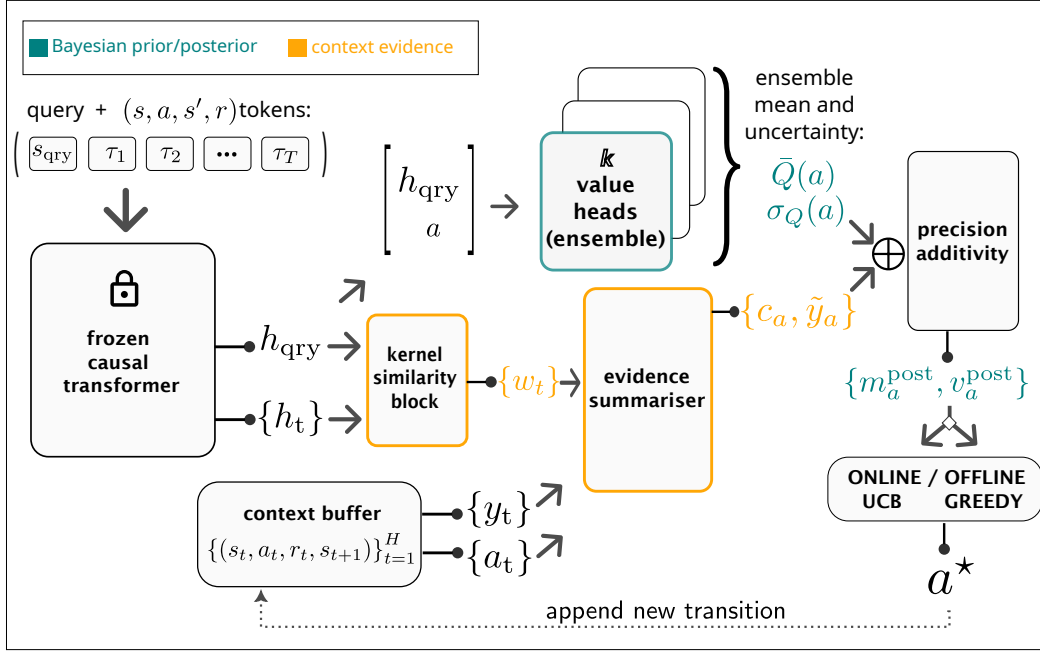 Bayesian prior/posterior
context evidence
query + (s, a, s′, r) tokens:
( s_qry τ_1 τ_2 ••• τ_T )
[ h_qry
a ]
𝕜
value
heads
(ensemble)
ensemble
mean and
uncertainty:
Q̄(a)
σ_Q(a)
⊕
precision
additivity
frozen
causal
transformer
h_qry
{h_t}
kernel
similarity
block
{w_t}
evidence
summariser
{c_a, ỹ_a}
{m_a^post, v_a^post}
ONLINE / OFFLINE
UCB GREEDY
context buffer
{(s_t, a_t, r_t, s_{t+1})}_{t=1}^H
{y_t}
{a_t}
a^⋆
append new transition